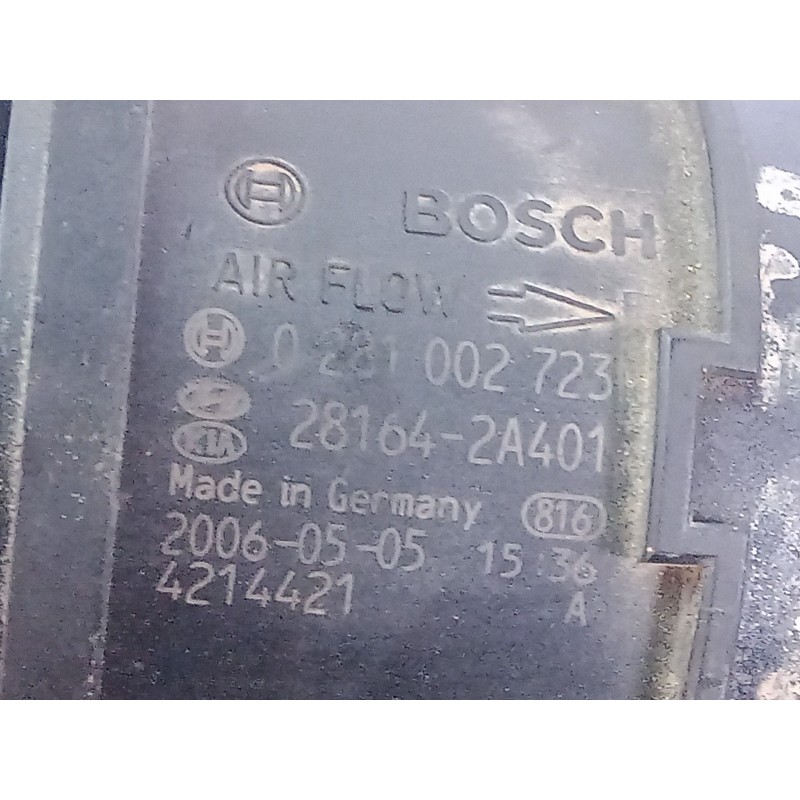 BOSCH
AIR FLOW
0 281 002 723
28164-2A401
KIA
Made in Germany 816
2006-05-05 15:36
4214421 A